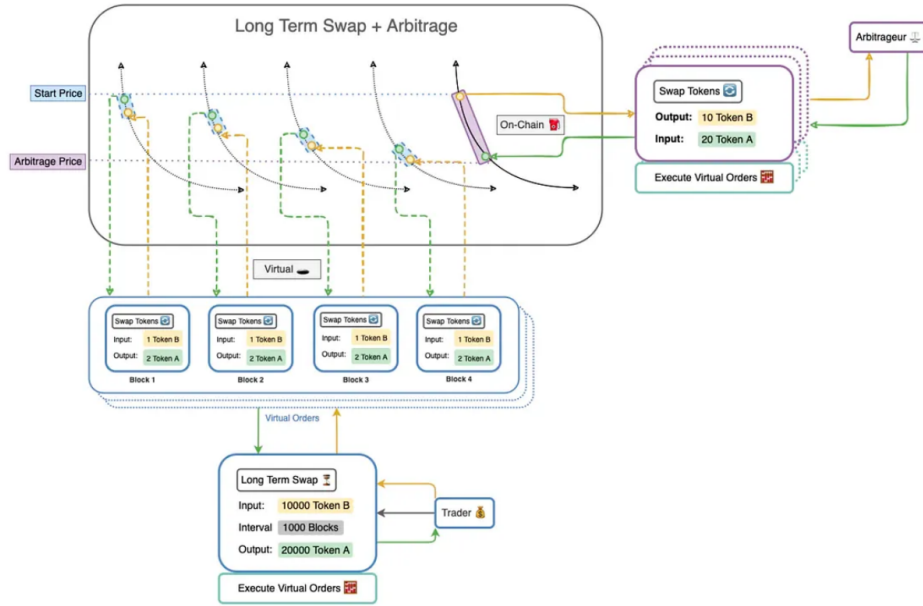 Long Term Swap + Arbitrage
Arbitrageur
Start Price
Swap Tokens
Output: 10 Token B
On-Chain
Input: 20 Token A
Arbitrage Price
Execute Virtual Orders
Virtual
Swap Tokens
Input: 1 Token B
Output: 2 Token A
Block 1
Swap Tokens
Input: 1 Token B
Output: 2 Token A
Block 2
Swap Tokens
Input: 1 Token B
Output: 2 Token A
Block 3
Swap Tokens
Input: 1 Token B
Output: 2 Token A
Block 4
Virtual Orders
Long Term Swap
Input: 10000 Token B
Interval 1000 Blocks
Output: 20000 Token A
Trader
Execute Virtual Orders